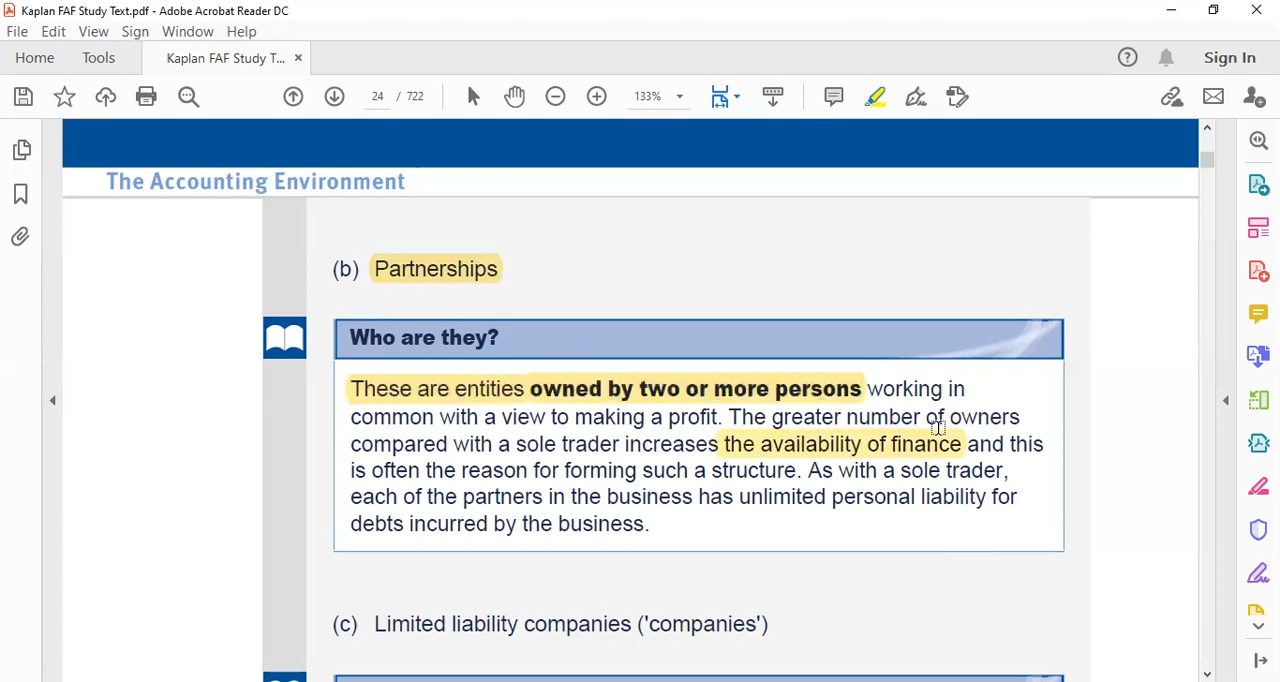 Kaplan FAF Study Text.pdf - Adobe Acrobat Reader DC
File Edit View Sign Window Help
Home Tools Kaplan FAF Study T... × Sign In
24 / 722 133%
The Accounting Environment
(b) Partnerships
Who are they?
These are entities owned by two or more persons working in
common with a view to making a profit. The greater number of owners
compared with a sole trader increases the availability of finance and this
is often the reason for forming such a structure. As with a sole trader,
each of the partners in the business has unlimited personal liability for
debts incurred by the business.
(c) Limited liability companies ('companies')